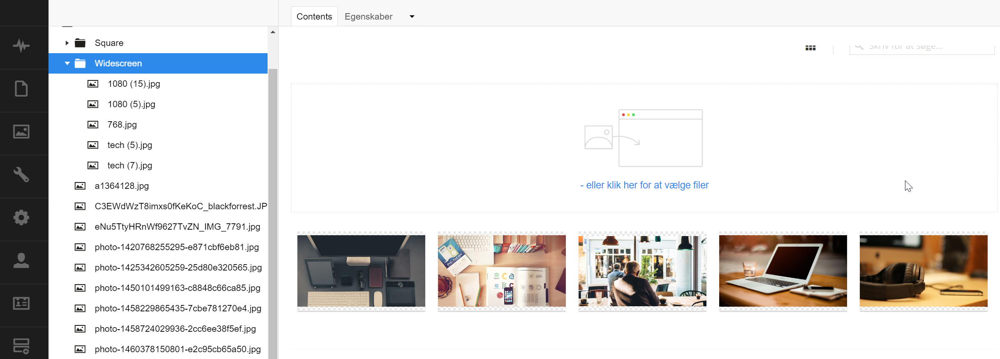 Contents Egenskaber
Square
Widescreen
1080 (15).jpg
1080 (5).jpg
768.jpg
tech (5).jpg
tech (7).jpg
a1364128.jpg
C3EWdWzT8imxs0fKeKoC_blackforrest.JP
eNu5TtyHRnWf9627TvZN_IMG_7791.jpg
photo-1420768255295-e871cbf6eb81.jpg
photo-1425342605259-25d80e320565.jpg
photo-1450101499163-c8848c66ca85.jpg
photo-1458229865435-7cbe781270e4.jpg
photo-1458724029936-2cc6ee38f5ef.jpg
photo-1460378150801-e2c95cb65a50.jpg
Skriv for at søge...
- eller klik her for at vælge filer